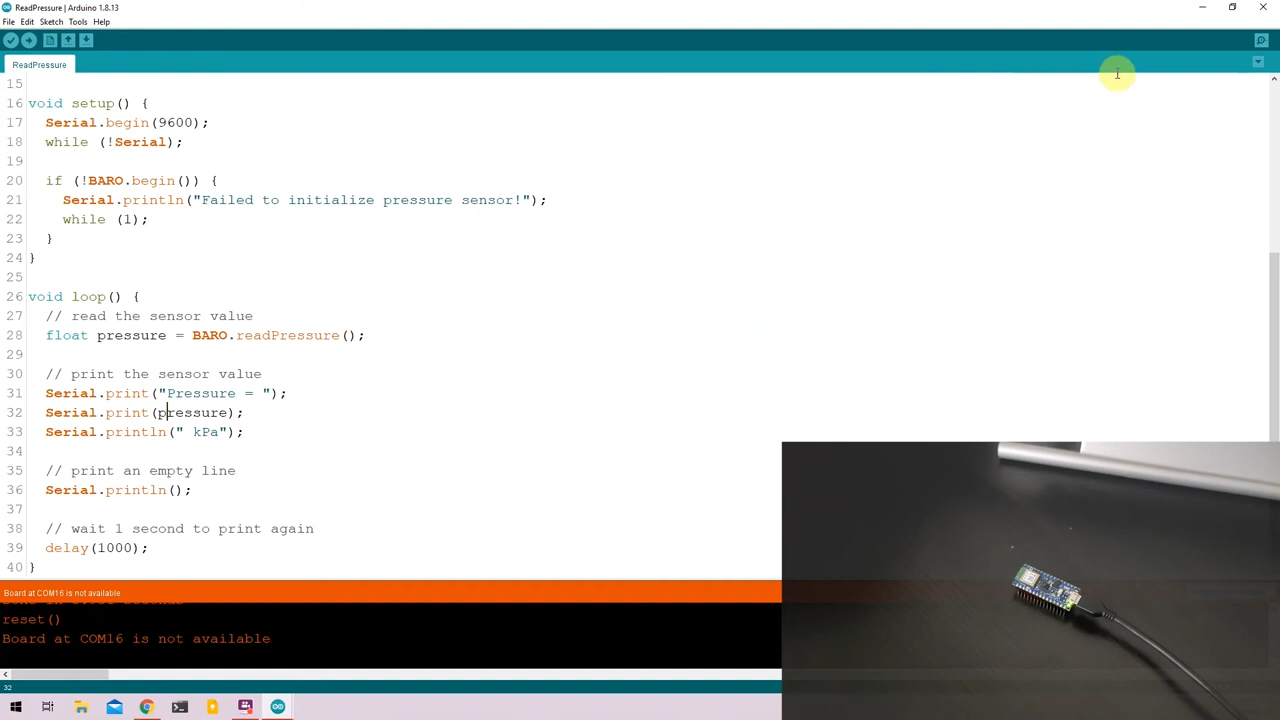 ReadPressure | Arduino 1.8.13
File Edit Sketch Tools Help
ReadPressure
15
16 void setup() {
17 Serial.begin(9600);
18 while (!Serial);
19
20 if (!BARO.begin()) {
21 Serial.println("Failed to initialize pressure sensor!");
22 while (1);
23 }
24 }
25
26 void loop() {
27 // read the sensor value
28 float pressure = BARO.readPressure();
29
30 // print the sensor value
31 Serial.print("Pressure = ");
32 Serial.print(pressure);
33 Serial.println(" kPa");
34
35 // print an empty line
36 Serial.println();
37
38 // wait 1 second to print again
39 delay(1000);
40 }
Board at COM16 is not available
reset()
Board at COM16 is not available
32